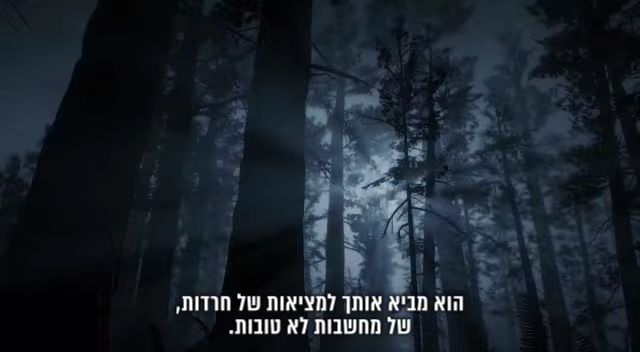 הוא מביא אותך למציאות של חרדות,
של מחשבות לא טובות.